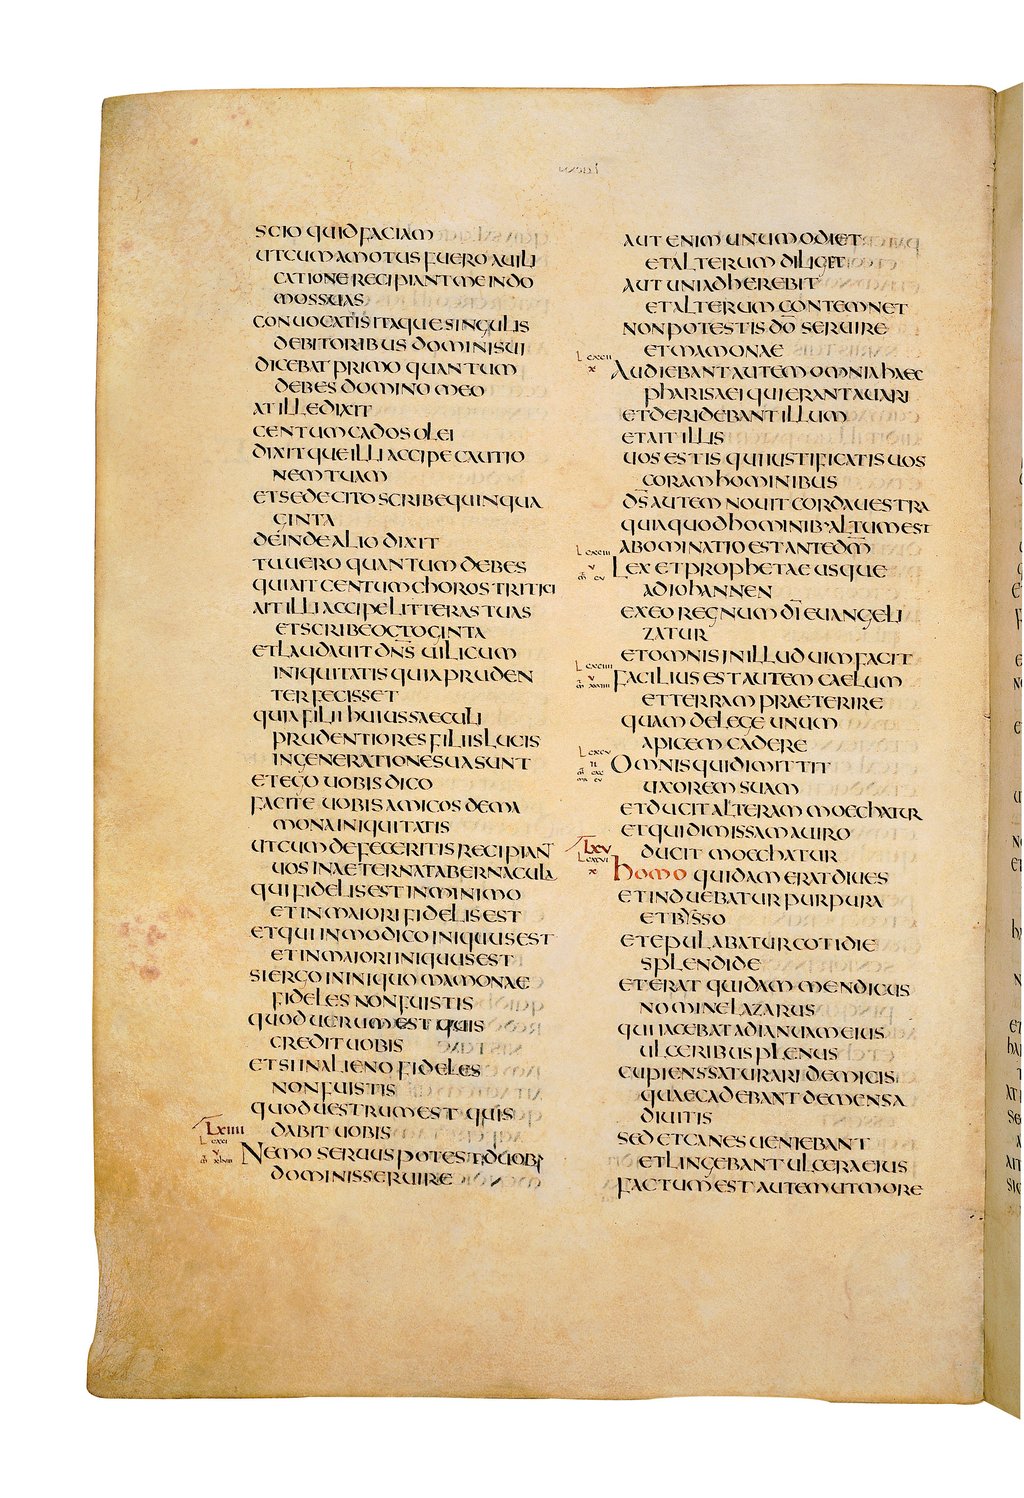 SCIO QUID FACIAM
UT CUM AMOTUS FUERO A UILI
CATIONE RECIPIANT ME IN DO
MOS SUAS
CONUOCATIS ITAQUE SINGULIS
DEBITORIBUS DOMINI SUI
DICEBAT PRIMO QUANTUM
DEBES DOMINO MEO
AT ILLE DIXIT
CENTUM CADOS OLEI
DIXITQUE ILLI ACCIPE CAUTIO
NEM TUAM
ET SEDE CITO SCRIBE QUINQUA
GINTA
DEINDE ALIO DIXIT
TU UERO QUANTUM DEBES
QUI AIT CENTUM CHOROS TRITICI
AIT ILLI ACCIPE LITTERAS TUAS
ET SCRIBE OCTOGINTA
ET LAUDAUIT DN̄S UILICUM
INIQUITATIS QUIA PRUDEN
TER FECISSET
QUIA FILII HUIUS SAECULI
PRUDENTIORES FILIIS LUCIS
IN GENERATIONE SUA SUNT
ET EGO UOBIS DICO
FACITE UOBIS AMICOS DE MA
MONA INIQUITATIS
UT CUM DEFECERITIS RECIPIANT
UOS IN AETERNA TABERNACULA
QUI FIDELIS EST IN MINIMO
ET IN MAIORI FIDELIS EST
ET QUI IN MODICO INIQUUS EST
ET IN MAIORI INIQUUS EST
SI ERGO IN INIQUO MAMONAE
FIDELES NON FUISTIS
QUOD UERUM EST QUIS
CREDIT UOBIS
ET SI IN ALIENO FIDELES
NON FUISTIS
QUOD UESTRUM EST QUIS
LXIIII DABIT UOBIS
L CXCI
NEMO SERUUS POTEST DUOBȲ
DOMINIS SERUIRE
AUT ENIM UNUM ODIET
ET ALTERUM DILIGET
AUT UNI ADHEREBIT
ET ALTERUM CONTEMNET
NON POTESTIS DO SERUIRE
ET MAMONAE
L CXCII
X AUDIEBANT AUTEM OMNIA HAEC
PHARISAEI QUI ERANT AUARI
ET DERIDEBANT ILLUM
ET AIT ILLIS
UOS ESTIS QUI IUSTIFICATIS UOS
CORAM HOMINIBUS
D̄S AUTEM NOUIT CORDA UESTRA
QUIA QUOD HOMINIB· ALTUM EST
ABOMINATIO EST ANTE DM̄
L CXCIII
V LEX ET PROPHETAE USQUE
AD IOHANNEN
EX EO REGNUM DĪ EUANGELI
ZATUR
ET OMNIS IN ILLUD UIM FACIT
L CXCIIII
V FACILIUS EST AUTEM CAELUM
ET TERRAM PRAETERIRE
QUAM DE LEGE UNUM
APICEM CADERE
L CXCV
II OMNIS QUI DIMITTIT
UXOREM SUAM
ET DUCIT ALTERAM MOECHATUR
ET QUI DIMISSAM A UIRO
LXV DUCIT MOECHATUR
L CXCVI
X HOMO QUIDAM ERAT DIUES
ET INDUEBATUR PURPURA
ET BYSSO
ET EPULABATUR COTIDIE
SPLENDIDE
ET ERAT QUIDAM MENDICUS
NOMINE LAZARUS
QUI IACEBAT AD IANUAM EIUS
ULCERIBUS PLENUS
CUPIENS SATURARI DE MICIS
QUAE CADEBANT DE MENSA
DIUITIS
SED ET CANES UENIEBANT
ET LINGEBANT ULCERA EIUS
FACTUM EST AUTEM UT MORE